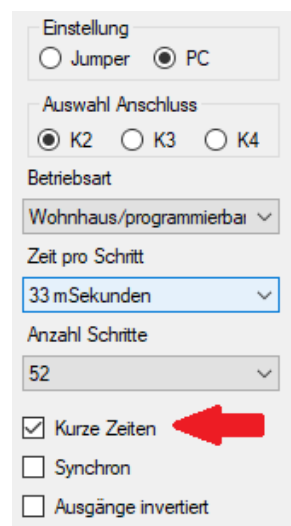 Einstellung
Jumper PC
Auswahl Anschluss
K2 K3 K4
Betriebsart
Wohnhaus/programmierbar
Zeit pro Schritt
33 mSekunden
Anzahl Schritte
52
Kurze Zeiten
Synchron
Ausgänge invertiert